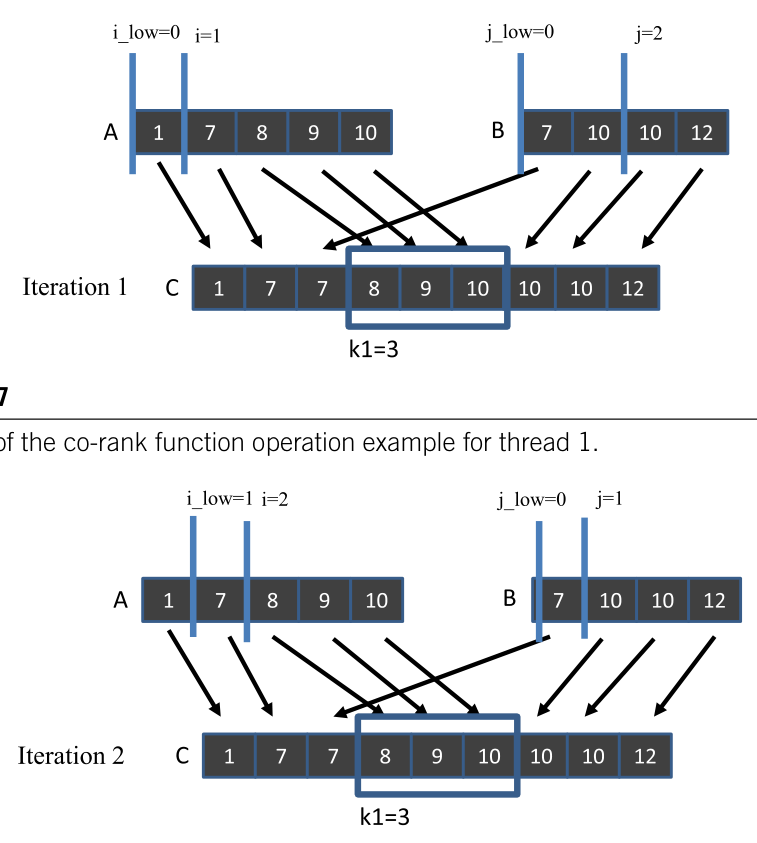 i_low=0 i=1 j_low=0 j=2
A 1 7 8 9 10 B 7 10 10 12
Iteration 1 C 1 7 7 8 9 10 10 10 12
k1=3
7
of the co-rank function operation example for thread 1.
i_low=1 i=2 j_low=0 j=1
A 1 7 8 9 10 B 7 10 10 12
Iteration 2 C 1 7 7 8 9 10 10 10 12
k1=3